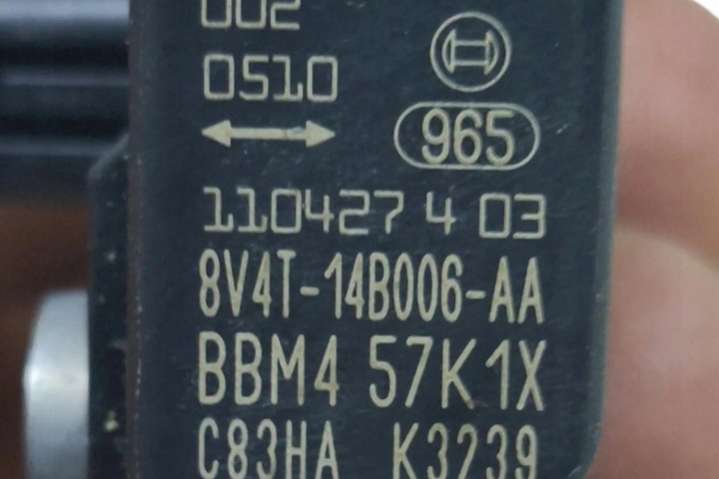 002
0510
965
110427 4 03
8V4T-14B006-AA
BBM4 57K1X
C83HA K3239